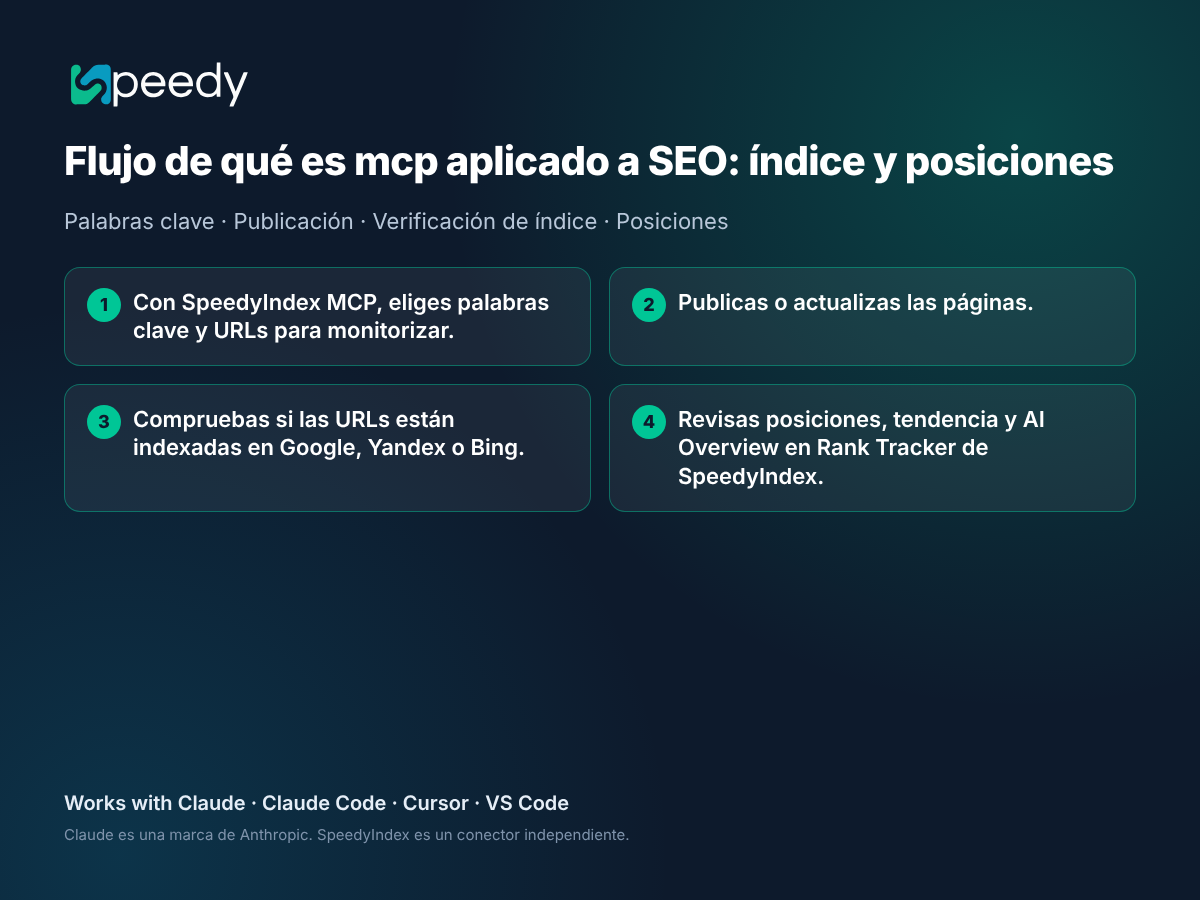 Speedy
Flujo de qué es mcp aplicado a SEO: índice y posiciones
Palabras clave · Publicación · Verificación de índice · Posiciones
1 Con SpeedyIndex MCP, eliges palabras
clave y URLs para monitorizar.
2 Publicas o actualizas las páginas.
3 Compruebas si las URLs están
indexadas en Google, Yandex o Bing.
4 Revisas posiciones, tendencia y AI
Overview en Rank Tracker de
SpeedyIndex.
Works with Claude · Claude Code · Cursor · VS Code
Claude es una marca de Anthropic. SpeedyIndex es un conector independiente.